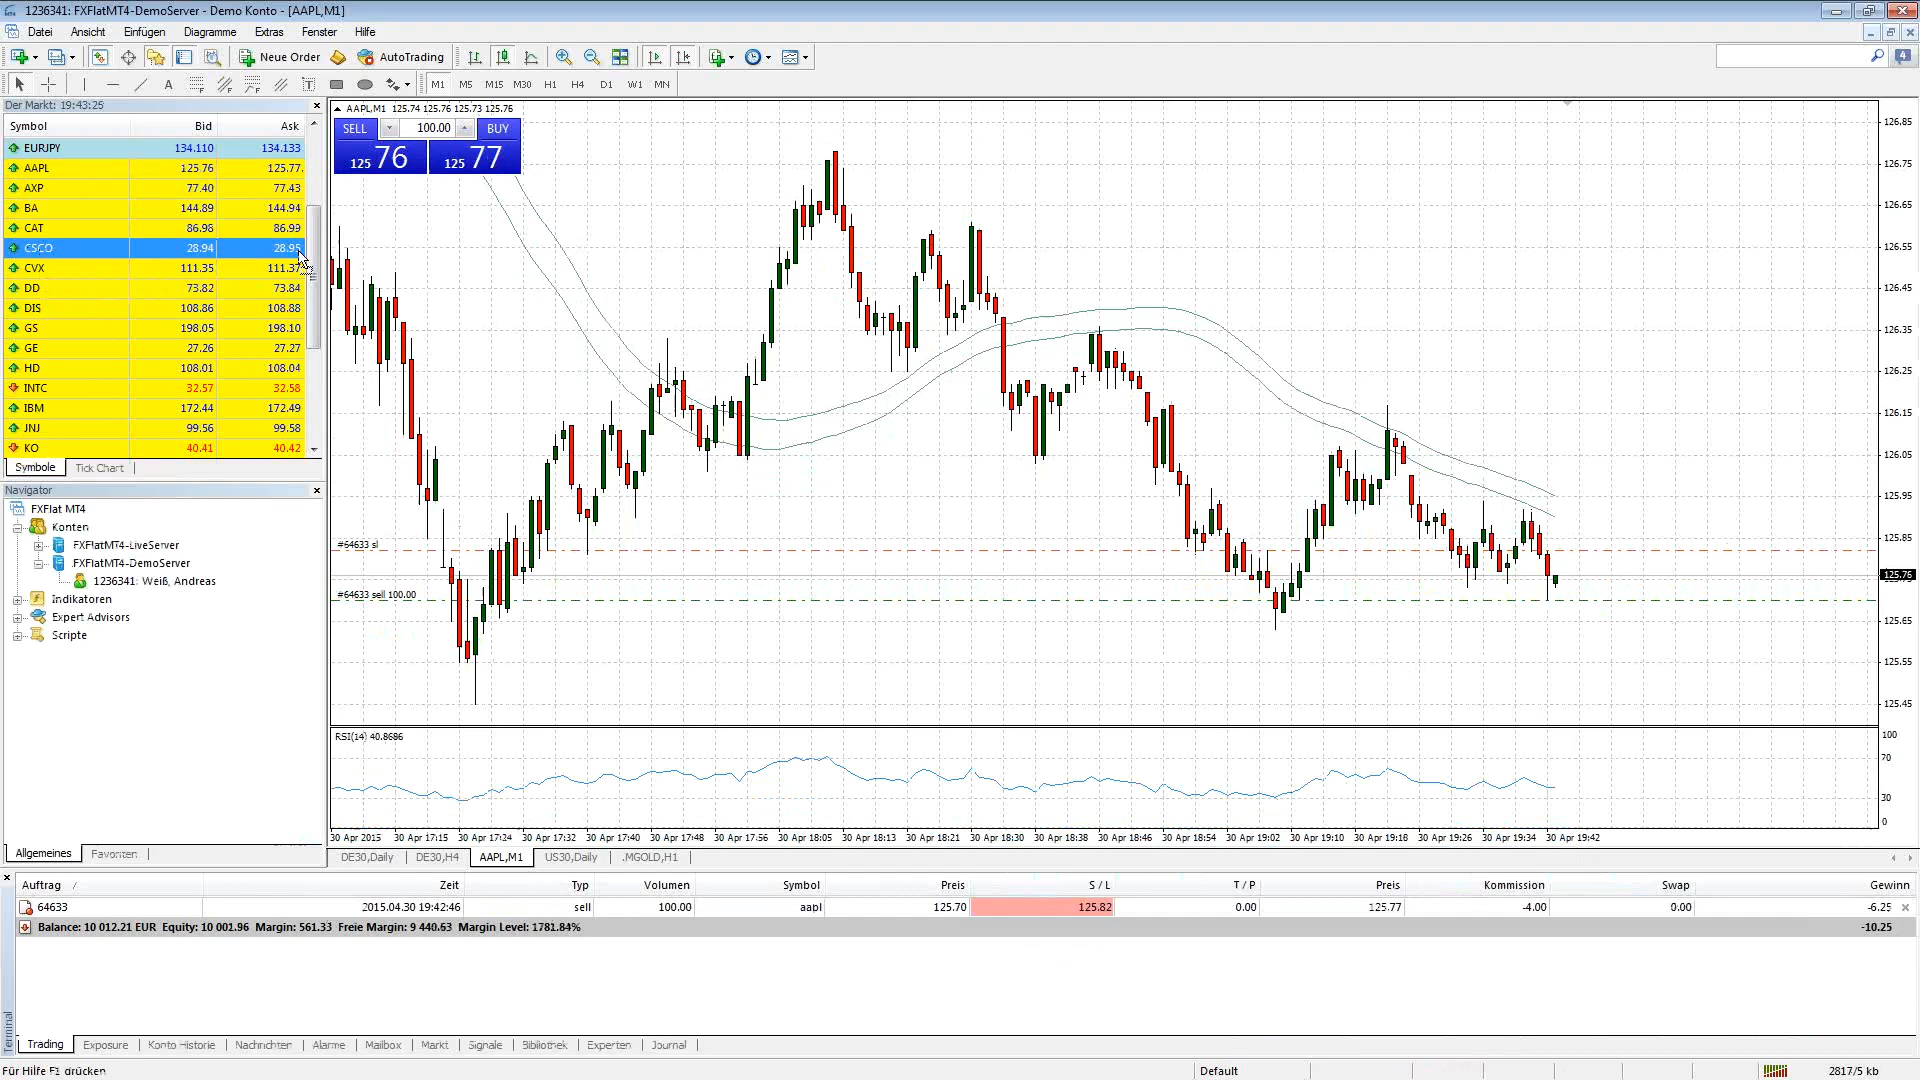 1236341: FXFlatMT4-DemoServer - Demo Konto - [AAPL,M1]
Datei Ansicht Einfügen Diagramme Extras Fenster Hilfe
Neue Order AutoTrading
4
A T M1 M5 M15 M30 H1 H4 D1 W1 MN
Der Markt: 19:43:25
Symbol Bid Ask
EURJPY 134.110 134.133
AAPL 125.76 125.77
AXP 77.40 77.43
BA 144.89 144.94
CAT 86.98 86.99
CSCO 28.94 28.95
CVX 111.35 111.37
DD 73.82 73.84
DIS 108.86 108.88
GS 198.05 198.10
GE 27.26 27.27
HD 108.01 108.04
INTC 32.57 32.58
IBM 172.44 172.49
JNJ 99.56 99.58
KO 40.41 40.42
Symbole Tick Chart
Navigator
FXFlat MT4
Konten
FXFlatMT4-LiveServer
FXFlatMT4-DemoServer
1236341: Weiß, Andreas
Indikatoren
Expert Advisors
Scripte
Allgemeines Favoriten
AAPL,M1 125.74 125.76 125.73 125.76
SELL 100.00 BUY
125 76 125 77
#64633 sl
#64633 sell 100.00
126.85
126.75
126.65
126.55
126.45
126.35
126.25
126.15
126.05
125.95
125.85
125.76
125.65
125.55
125.45
RSI(14) 40.8686
100
70
30
0
30 Apr 2015 30 Apr 17:15 30 Apr 17:24 30 Apr 17:32 30 Apr 17:40 30 Apr 17:48 30 Apr 17:56 30 Apr 18:05 30 Apr 18:13 30 Apr 18:21 30 Apr 18:30 30 Apr 18:38 30 Apr 18:46 30 Apr 18:54 30 Apr 19:02 30 Apr 19:10 30 Apr 19:18 30 Apr 19:26 30 Apr 19:34 30 Apr 19:42
DE30,Daily DE30,H4 AAPL,M1 US30,Daily .MGOLD,H1
Auftrag Zeit Typ Volumen Symbol Preis S / L T / P Preis Kommission Swap Gewinn
64633 2015.04.30 19:42:46 sell 100.00 aapl 125.70 125.82 0.00 125.77 -4.00 0.00 -6.25
Balance: 10 012.21 EUR Equity: 10 001.96 Margin: 561.33 Freie Margin: 9 440.63 Margin Level: 1781.84% -10.25
Terminal
Trading Exposure Konto Historie Nachrichten Alarme Mailbox Markt Signale Bibliothek Experten Journal
Für Hilfe F1 drücken Default 2817/5 kb